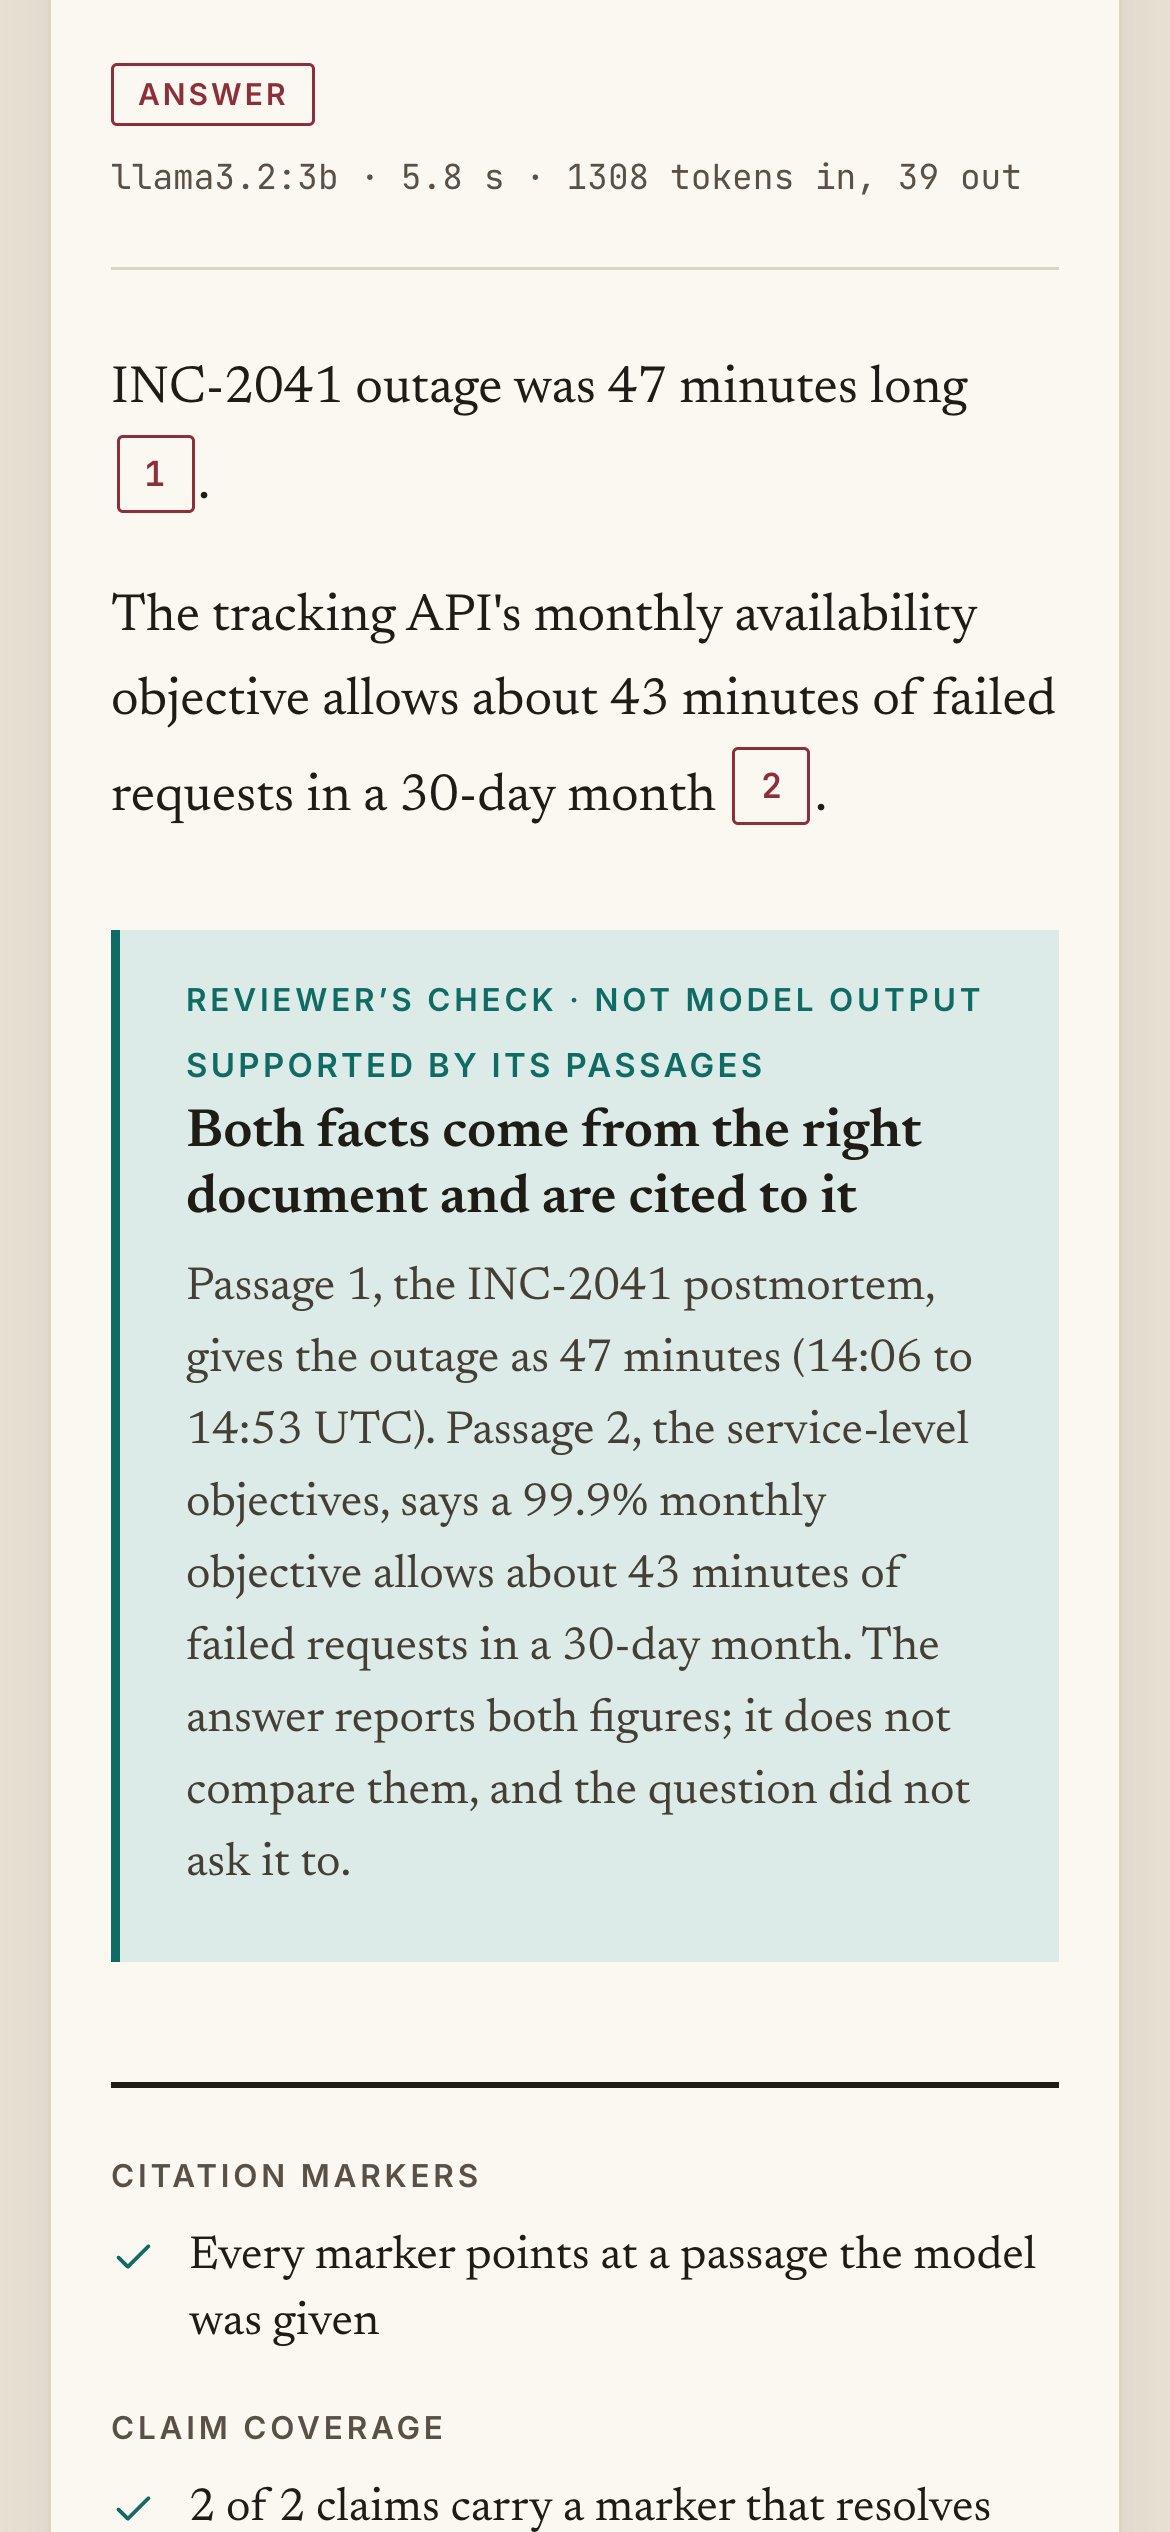 ANSWER
llama3.2:3b · 5.8 s · 1308 tokens in, 39 out
INC-2041 outage was 47 minutes long
1.
The tracking API's monthly availability
objective allows about 43 minutes of failed
requests in a 30-day month 2.
REVIEWER’S CHECK · NOT MODEL OUTPUT
SUPPORTED BY ITS PASSAGES
Both facts come from the right
document and are cited to it
Passage 1, the INC-2041 postmortem,
gives the outage as 47 minutes (14:06 to
14:53 UTC). Passage 2, the service-level
objectives, says a 99.9% monthly
objective allows about 43 minutes of
failed requests in a 30-day month. The
answer reports both figures; it does not
compare them, and the question did not
ask it to.
CITATION MARKERS
Every marker points at a passage the model
was given
CLAIM COVERAGE
2 of 2 claims carry a marker that resolves